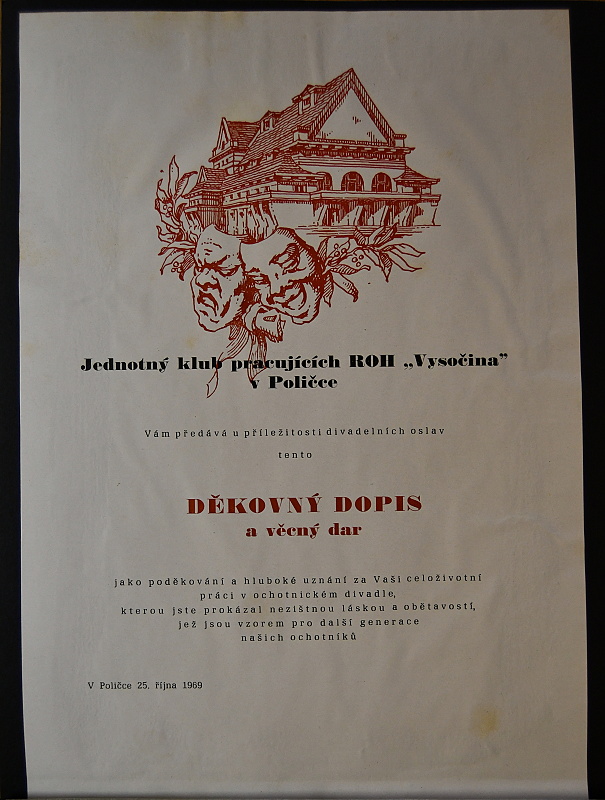 Jednotný klub pracujících ROH „Vysočina”
v Poličce
Vám předává u příležitosti divadelních oslav
tento
DĚKOVNÝ DOPIS
a věcný dar
jako poděkování a hluboké uznání za Vaši celoživotní
práci v ochotnickém divadle,
kterou jste prokázal nezištnou láskou a obětavostí,
jež jsou vzorem pro další generace
našich ochotníků
V Poličce 25. října 1969